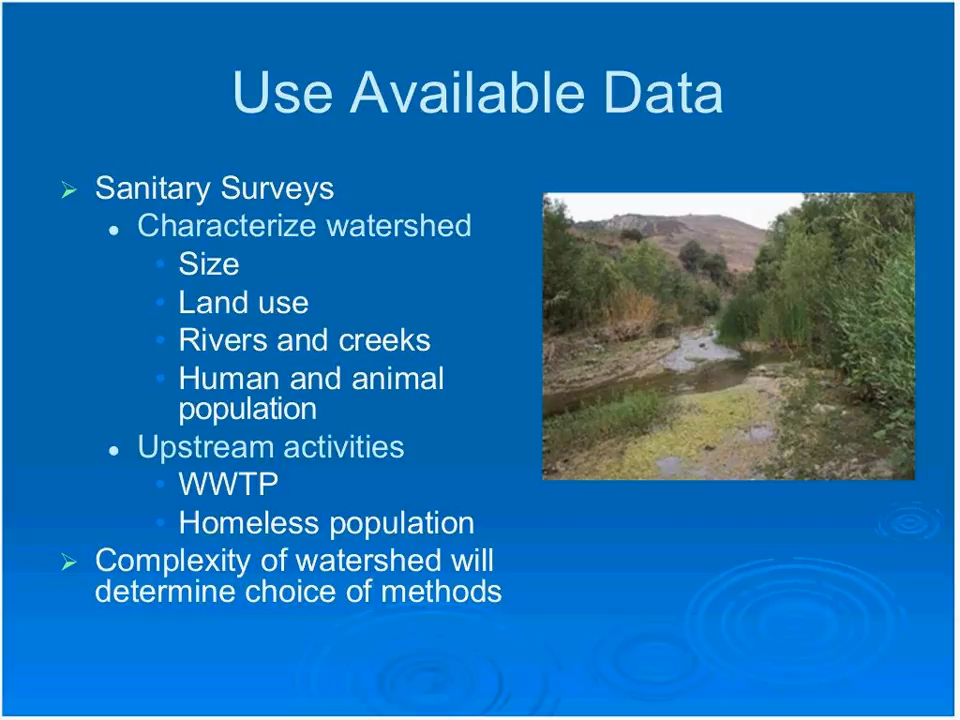 Use Available Data
Sanitary Surveys
Characterize watershed
Size
Land use
Rivers and creeks
Human and animal
population
Upstream activities
WWTP
Homeless population
Complexity of watershed will
determine choice of methods